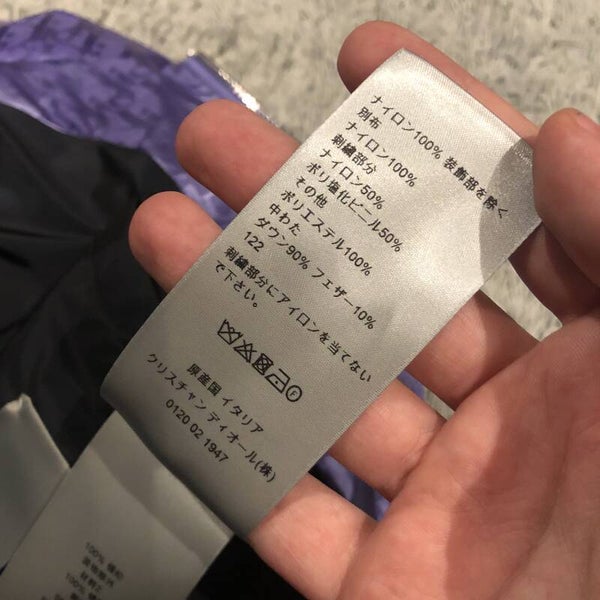 ナイロン100% 装飾部を除く
別布
ナイロン100%
刺繍部分
ナイロン50%
ポリ塩化ビニル50%
その他
ポリエステル100%
中わた
ダウン90% フェザー10%
122
刺繍部分にアイロンを当てない
で下さい。
原産国 イタリア
クリスチャン ディオール(株)
0120 02 1947
100%
100%